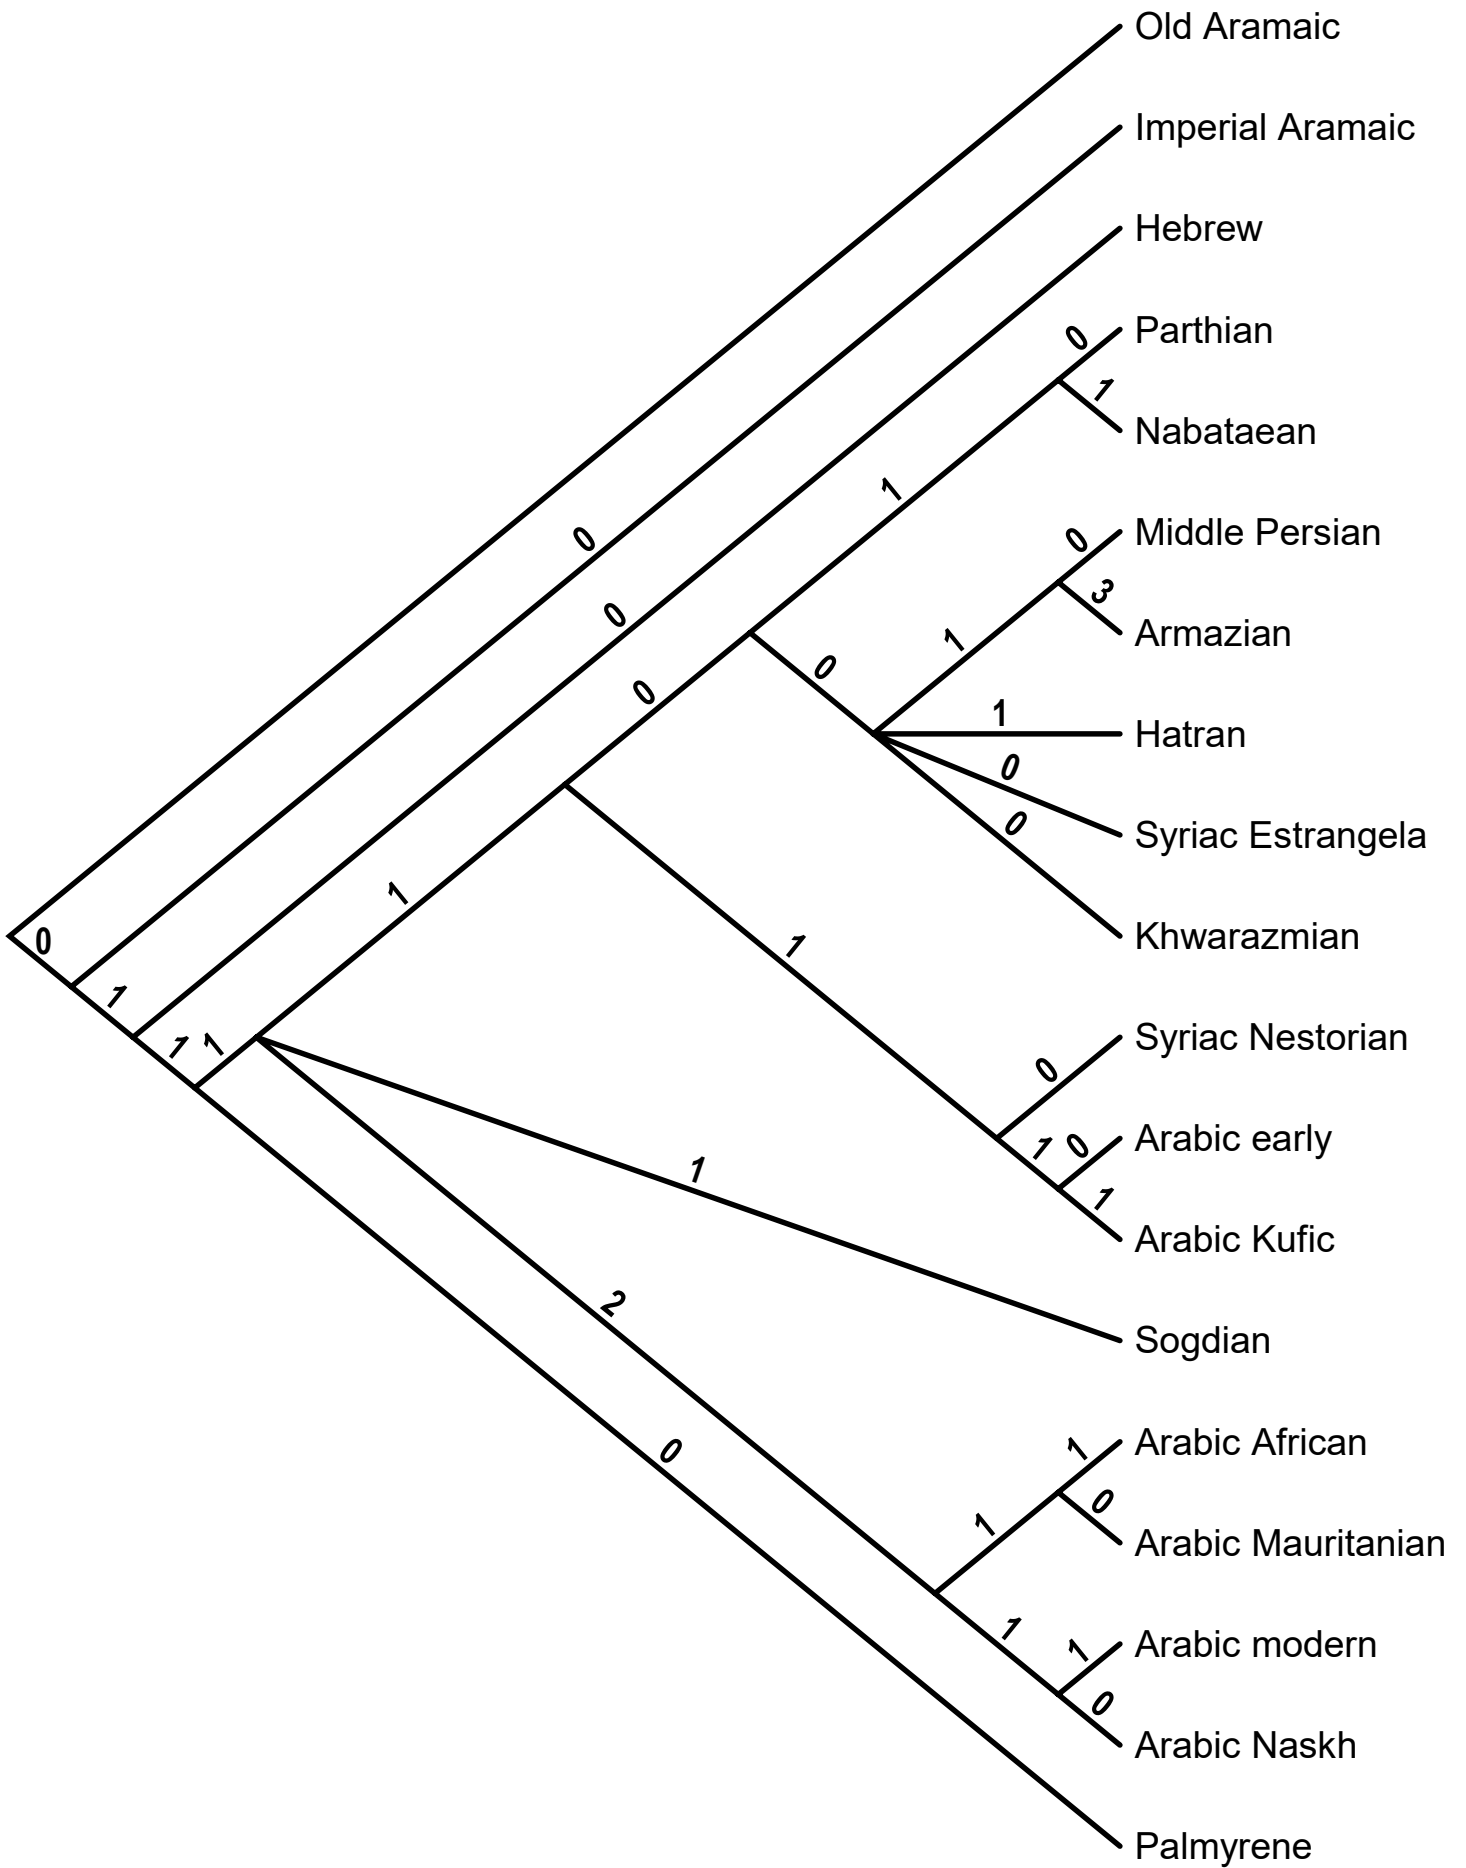 Old Aramaic
Imperial Aramaic
Hebrew
0
Parthian
1
Nabataean
1
0
Middle Persian
0
3
Armazian
0
1
1
Hatran
0
0
0
Syriac Estrangela
0
1
Khwarazmian
0
1
1
1
1
Syriac Nestorian
0
1
0
Arabic early
1
1
Arabic Kufic
2
Sogdian
0
1
Arabic African
0
1
Arabic Mauritanian
1
1
Arabic modern
0
Arabic Naskh
Palmyrene